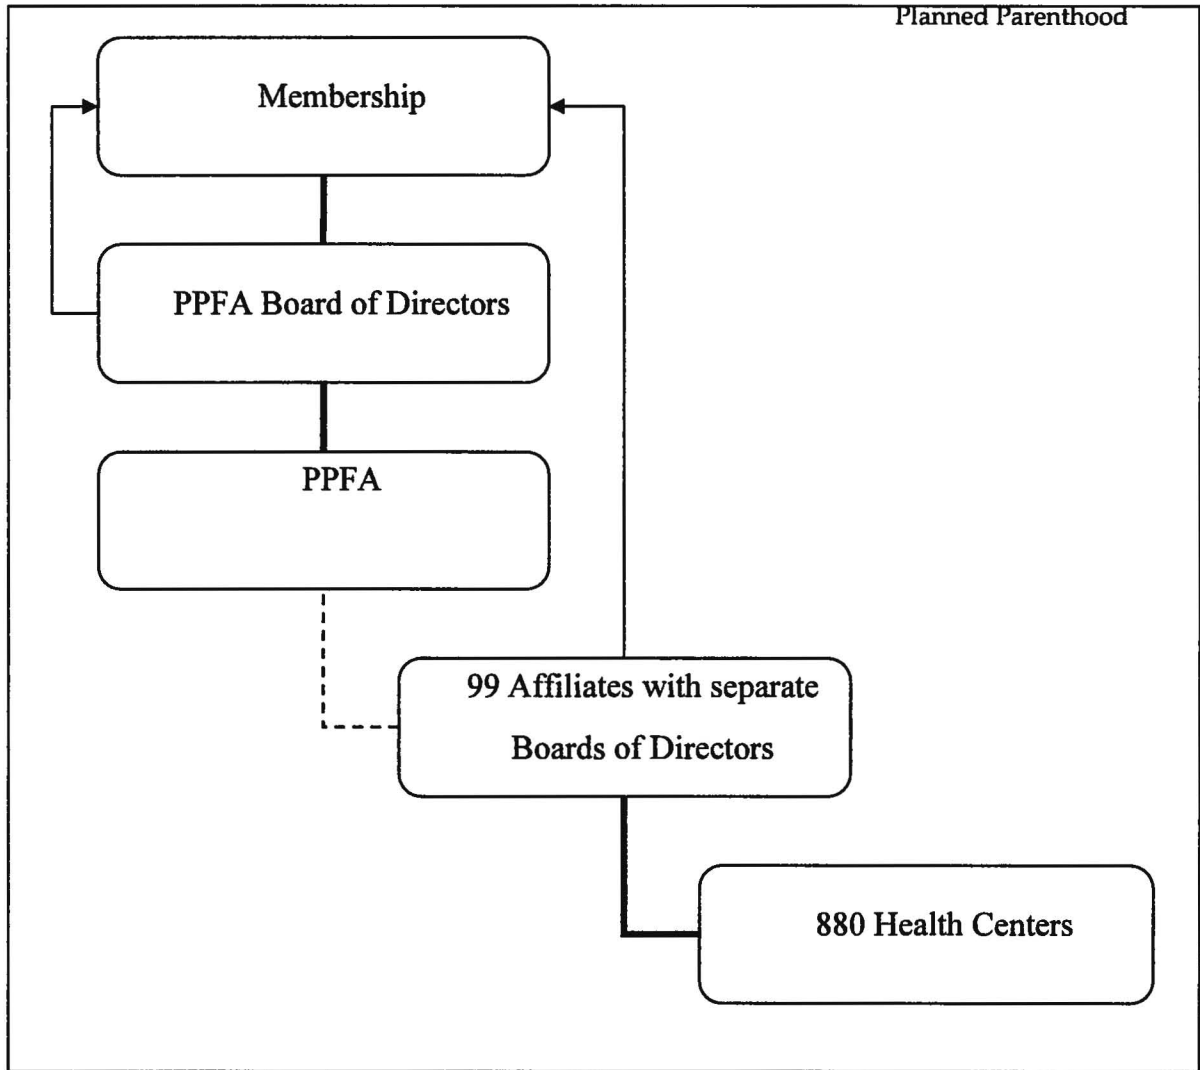 Planned Parenthood
Membership
PPFA Board of Directors
PPFA
99 Affiliates with separate
Boards of Directors
880 Health Centers